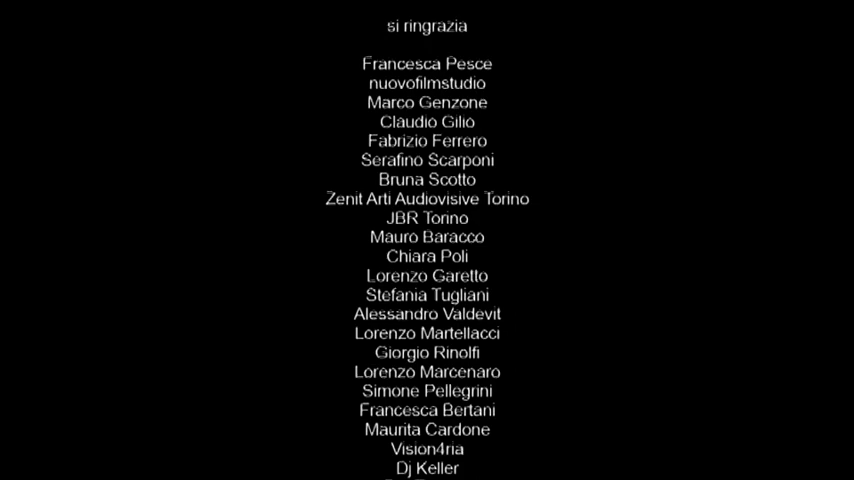 si ringrazia
Francesca Pesce
nuovofilmstudio
Marco Genzone
Claudio Gilio
Fabrizio Ferrero
Serafino Scarponi
Bruna Scotto
Zenit Arti Audiovisive Torino
JBR Torino
Mauro Baracco
Chiara Poli
Lorenzo Garetto
Stefania Tugliani
Alessandro Valdevit
Lorenzo Martellacci
Giorgio Rinolfi
Lorenzo Marcenaro
Simone Pellegrini
Francesca Bertani
Maurita Cardone
Vision4ria
Dj Keller